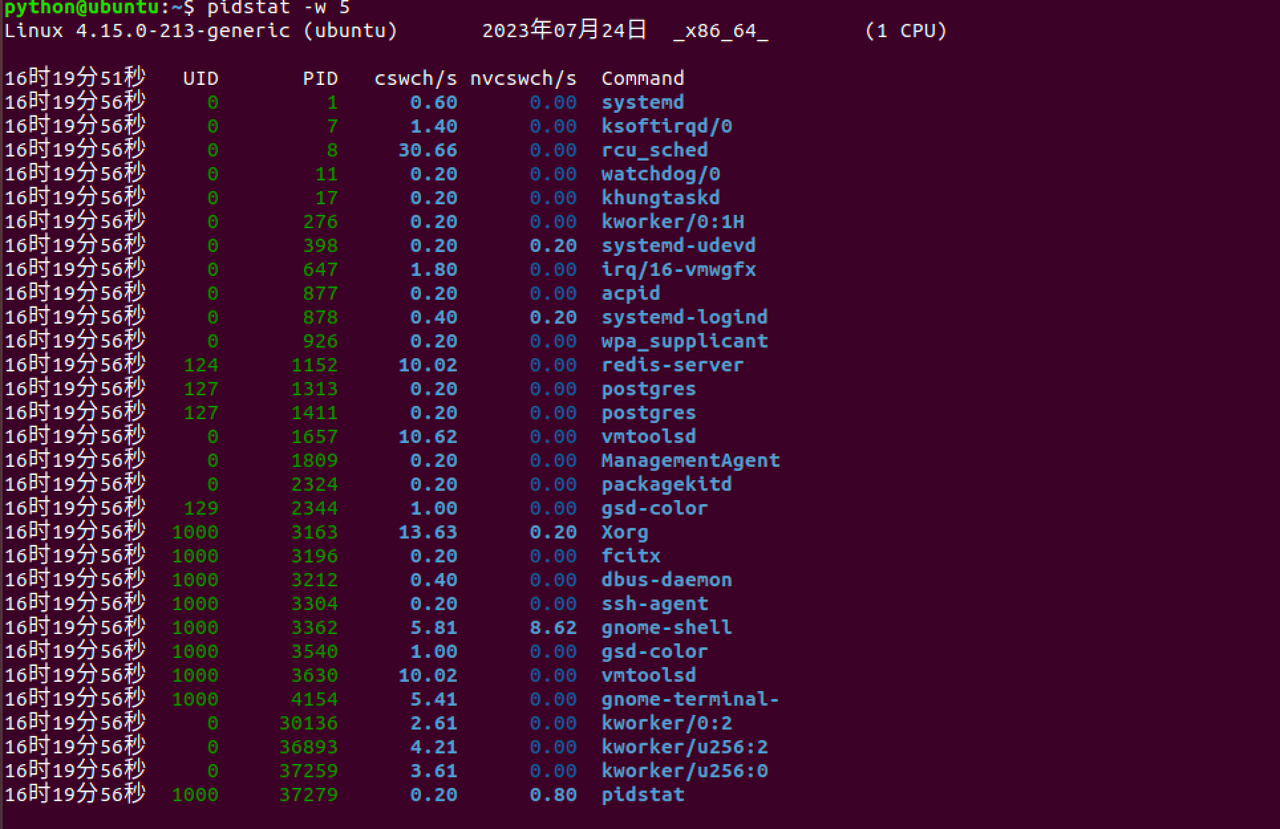 python@ubuntu:~$ pidstat -w 5
Linux 4.15.0-213-generic (ubuntu) 2023年07月24日 _x86_64_ (1 CPU)
16时19分51秒 UID PID cswch/s nvcswch/s Command
16时19分56秒 0 1 0.60 0.00 systemd
16时19分56秒 0 7 1.40 0.00 ksoftirqd/0
16时19分56秒 0 8 30.66 0.00 rcu_sched
16时19分56秒 0 11 0.20 0.00 watchdog/0
16时19分56秒 0 17 0.20 0.00 khungtaskd
16时19分56秒 0 276 0.20 0.00 kworker/0:1H
16时19分56秒 0 398 0.20 0.20 systemd-udevd
16时19分56秒 0 647 1.80 0.00 irq/16-vmwgfx
16时19分56秒 0 877 0.20 0.00 acpid
16时19分56秒 0 878 0.40 0.20 systemd-logind
16时19分56秒 0 926 0.20 0.00 wpa_supplicant
16时19分56秒 124 1152 10.02 0.00 redis-server
16时19分56秒 127 1313 0.20 0.00 postgres
16时19分56秒 127 1411 0.20 0.00 postgres
16时19分56秒 0 1657 10.62 0.00 vmtoolsd
16时19分56秒 0 1809 0.20 0.00 ManagementAgent
16时19分56秒 0 2324 0.20 0.00 packagekitd
16时19分56秒 129 2344 1.00 0.00 gsd-color
16时19分56秒 1000 3163 13.63 0.20 Xorg
16时19分56秒 1000 3196 0.20 0.00 fcitx
16时19分56秒 1000 3212 0.40 0.00 dbus-daemon
16时19分56秒 1000 3304 0.20 0.00 ssh-agent
16时19分56秒 1000 3362 5.81 8.62 gnome-shell
16时19分56秒 1000 3540 1.00 0.00 gsd-color
16时19分56秒 1000 3630 10.02 0.00 vmtoolsd
16时19分56秒 1000 4154 5.41 0.00 gnome-terminal-
16时19分56秒 0 30136 2.61 0.00 kworker/0:2
16时19分56秒 0 36893 4.21 0.00 kworker/u256:2
16时19分56秒 0 37259 3.61 0.00 kworker/u256:0
16时19分56秒 1000 37279 0.20 0.80 pidstat